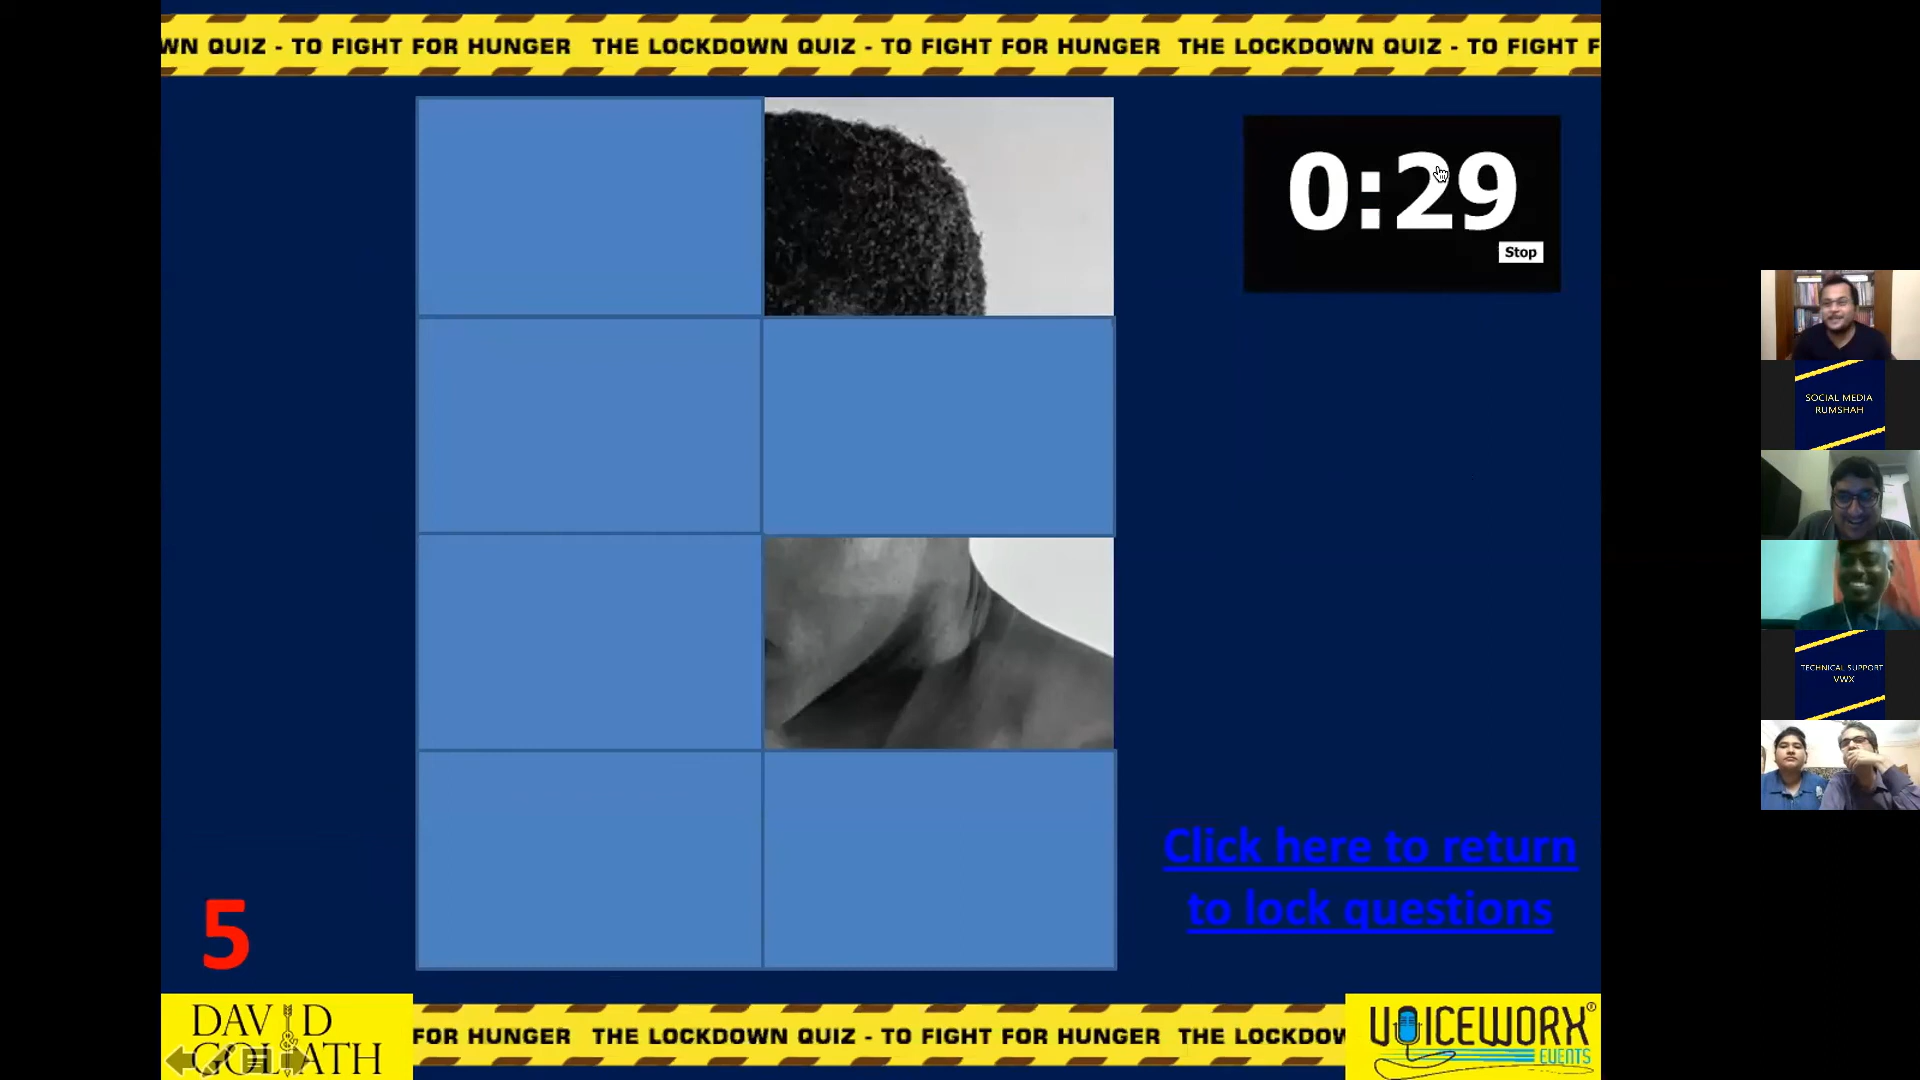 WN QUIZ - TO FIGHT FOR HUNGER THE LOCKDOWN QUIZ - TO FIGHT FOR HUNGER THE LOCKDOWN QUIZ - TO FIGHT F
0:29
Stop
SOCIAL MEDIA
RUMSHAH
TECHNICAL SUPPORT
VWX
Click here to return
to lock questions
5
DAVID
&
GOLIATH
FOR HUNGER THE LOCKDOWN QUIZ - TO FIGHT FOR HUNGER THE LOCKDOW
VOICEWORX®
EVENTS